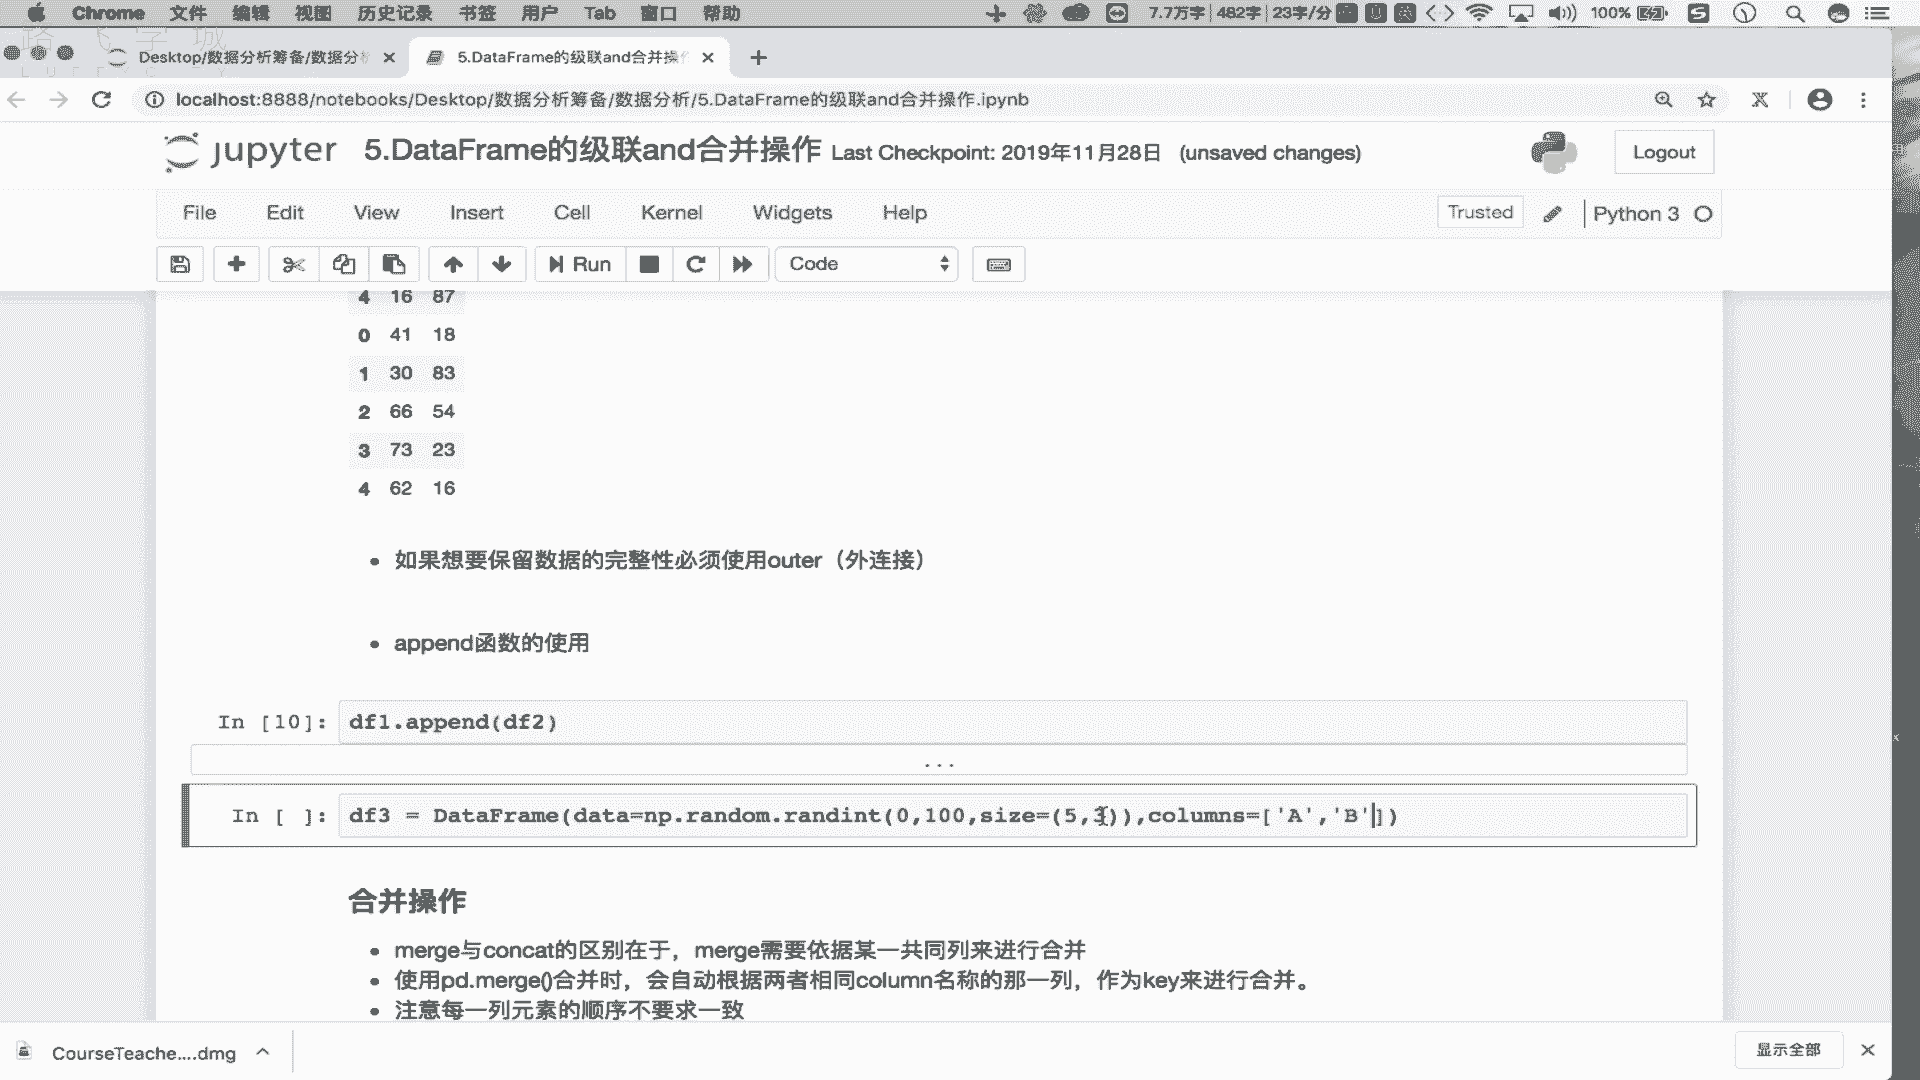 Chrome 文件 编辑 视图 历史记录 书签 用户 Tab 窗口 帮助 7.7万字 482字 23字/分 100%
Desktop/数据分析筹备/数据分
5.DataFrame的级联and合并操
localhost:8888/notebooks/Desktop/数据分析筹备/数据分析/5.DataFrame的级联and合并操作.ipynb
jupyter 5.DataFrame的级联and合并操作 Last Checkpoint: 2019年11月28日 (unsaved changes) Logout
File Edit View Insert Cell Kernel Widgets Help Trusted Python 3
Run Code
4 16 87
0 41 18
1 30 83
2 66 54
3 73 23
4 62 16
如果想要保留数据的完整性必须使用outer（外连接）
append函数的使用
In [10]: df1.append(df2)
...
In [ ]: df3 = DataFrame(data=np.random.randint(0,100,size=(5,3)),columns=['A','B'])
合并操作
merge与concat的区别在于，merge需要依据某一共同列来进行合并
使用pd.merge()合并时，会自动根据两者相同column名称的那一列，作为key来进行合并。
注意每一列元素的顺序不要求一致
CourseTeache....dmg 显示全部